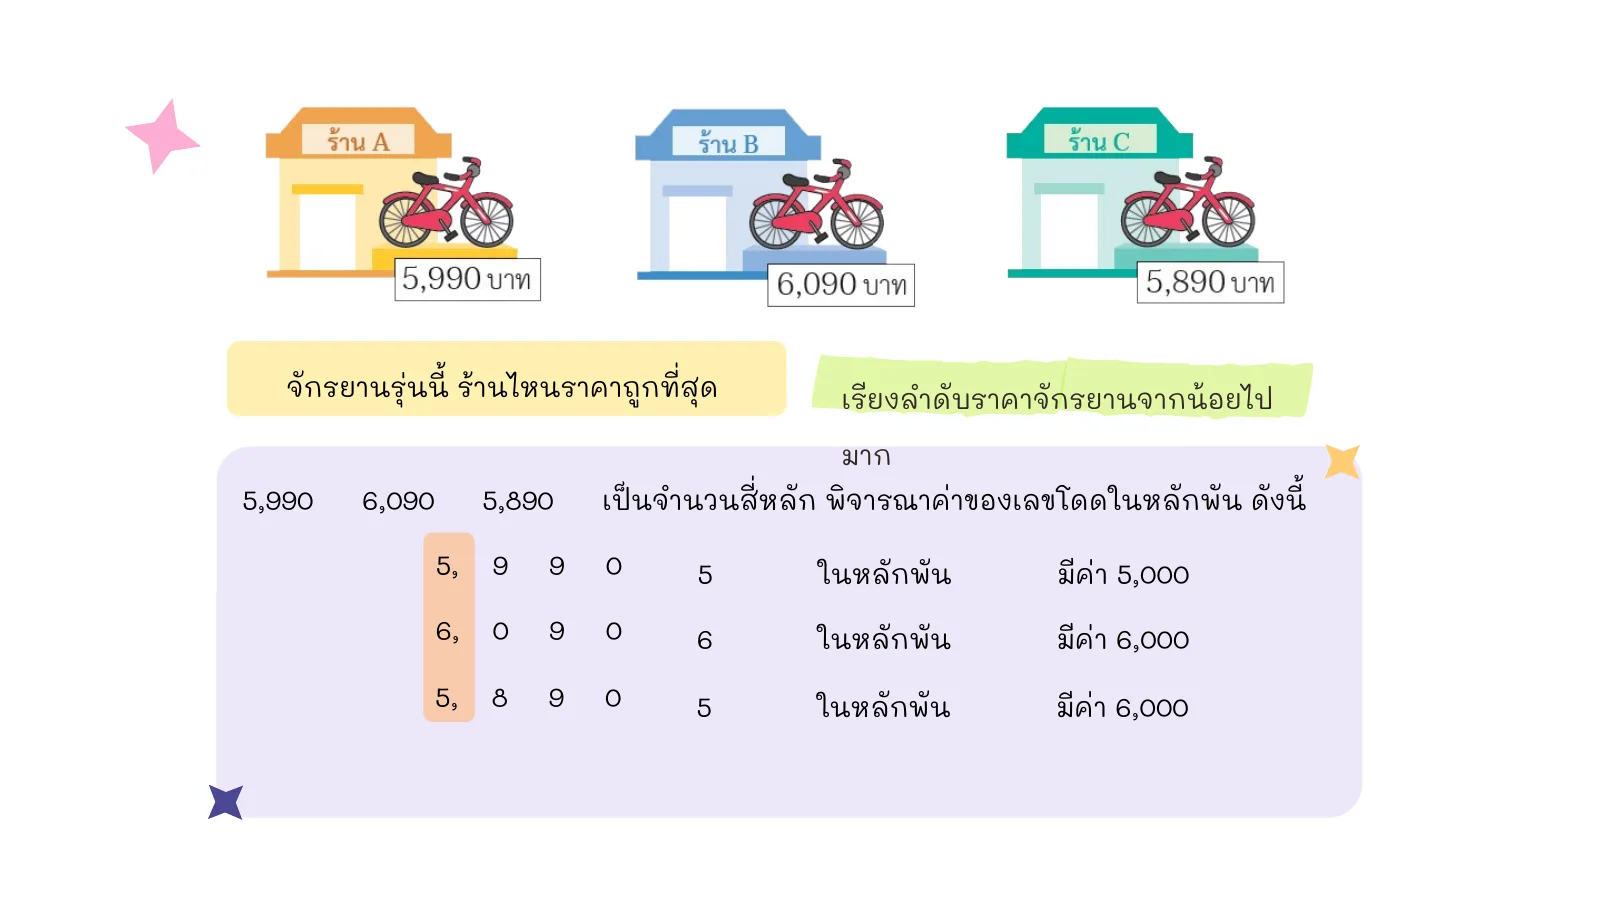 ร้าน A
ร้าน B
ร้าน C
5,990 บาท
6,090 บาท
5,890 บาท
จักรยานรุ่นนี้ ร้านไหนราคาถูกที่สุด
เรียงลำดับราคาจักรยานจากน้อยไป
มาก
5,990 6,090 5,890 เป็นจำนวนสี่หลัก พิจารณาค่าของเลขโดดในหลักพัน ดังนี้
5, 9 9 0 5 ในหลักพัน มีค่า 5,000
6, 0 9 0 6 ในหลักพัน มีค่า 6,000
5, 8 9 0 5 ในหลักพัน มีค่า 6,000